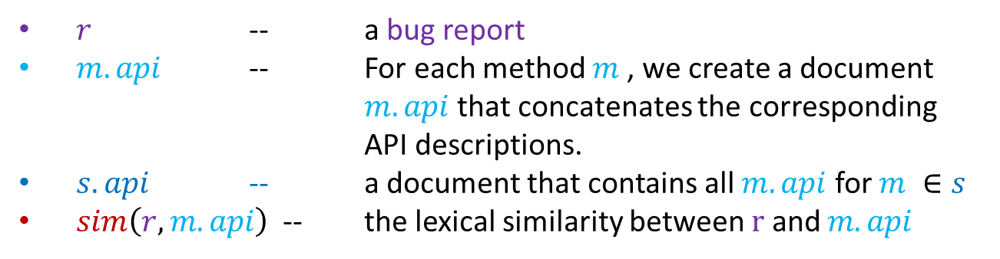 • r -- a bug report
• m.api -- For each method m , we create a document
m.api that concatenates the corresponding
API descriptions.
• s.api -- a document that contains all m.api for m ∈ s
• sim(r, m.api) -- the lexical similarity between r and m.api